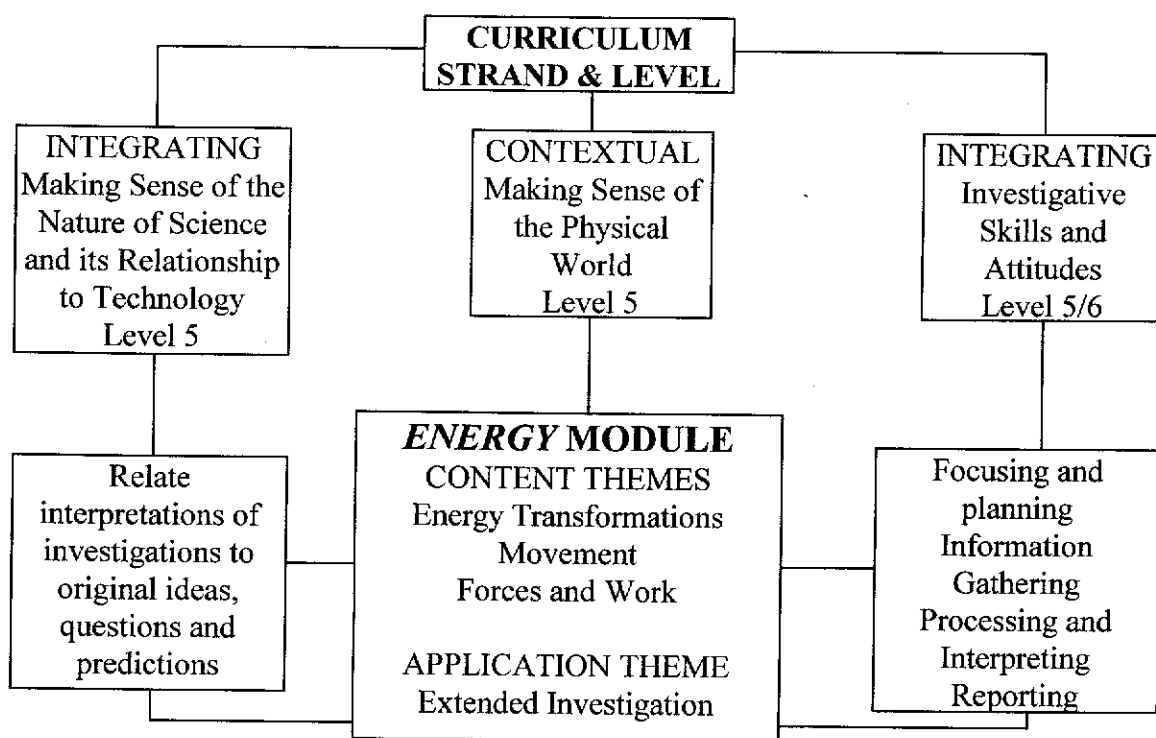 CURRICULUM
STRAND & LEVEL
INTEGRATING
Making Sense of the
Nature of Science
and its Relationship
to Technology
Level 5
CONTEXTUAL
Making Sense of
the Physical
World
Level 5
INTEGRATING
Investigative
Skills and
Attitudes
Level 5/6
Relate
interpretations of
investigations to
original ideas,
questions and
predictions
ENERGY MODULE
CONTENT THEMES
Energy Transformations
Movement
Forces and Work
APPLICATION THEME
Extended Investigation
Focusing and
planning
Information
Gathering
Processing and
Interpreting
Reporting